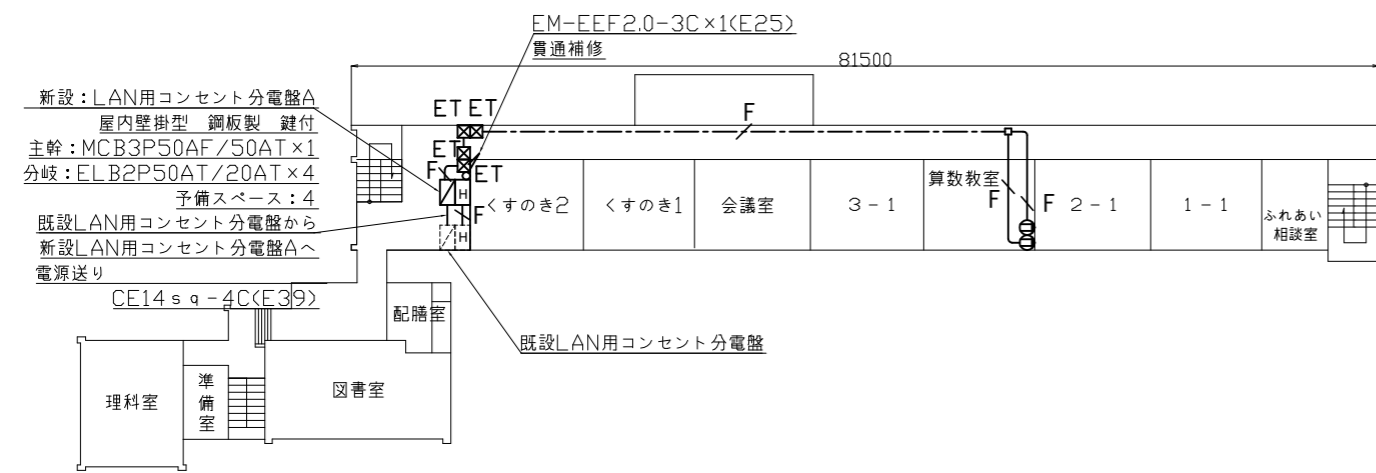 EM-EEF2.0-3C×1(E25)
貫通補修
81500
新設:LAN用コンセント分電盤A
屋内壁掛型 鋼板製 鍵付
主幹:MCB3P50AF/50AT×1
分岐:ELB2P50AT/20AT×4
予備スペース:4
既設LAN用コンセント分電盤から
新設LAN用コンセント分電盤Aへ
電源送り
CE14sq-4C(E39)
ET ET
F
ET
F
ET
H
F
H
くすのき2
くすのき1
会議室
3-1
算数教室
F
F
2-1
1-1
ふれあい
相談室
配膳室
既設LAN用コンセント分電盤
理科室
準備室
図書室